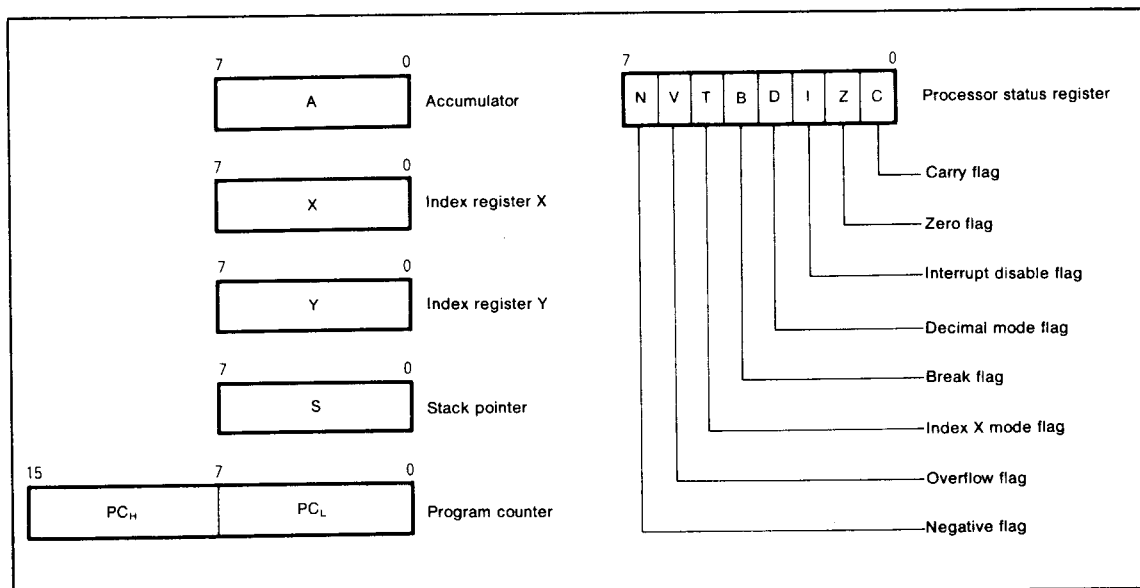 7 0
A
Accumulator
7 0
X
Index register X
7 0
Y
Index register Y
7 0
S
Stack pointer
15 7 0
PCH PCL
Program counter
7 0
N V T B D I Z C
Processor status register
Carry flag
Zero flag
Interrupt disable flag
Decimal mode flag
Break flag
Index X mode flag
Overflow flag
Negative flag